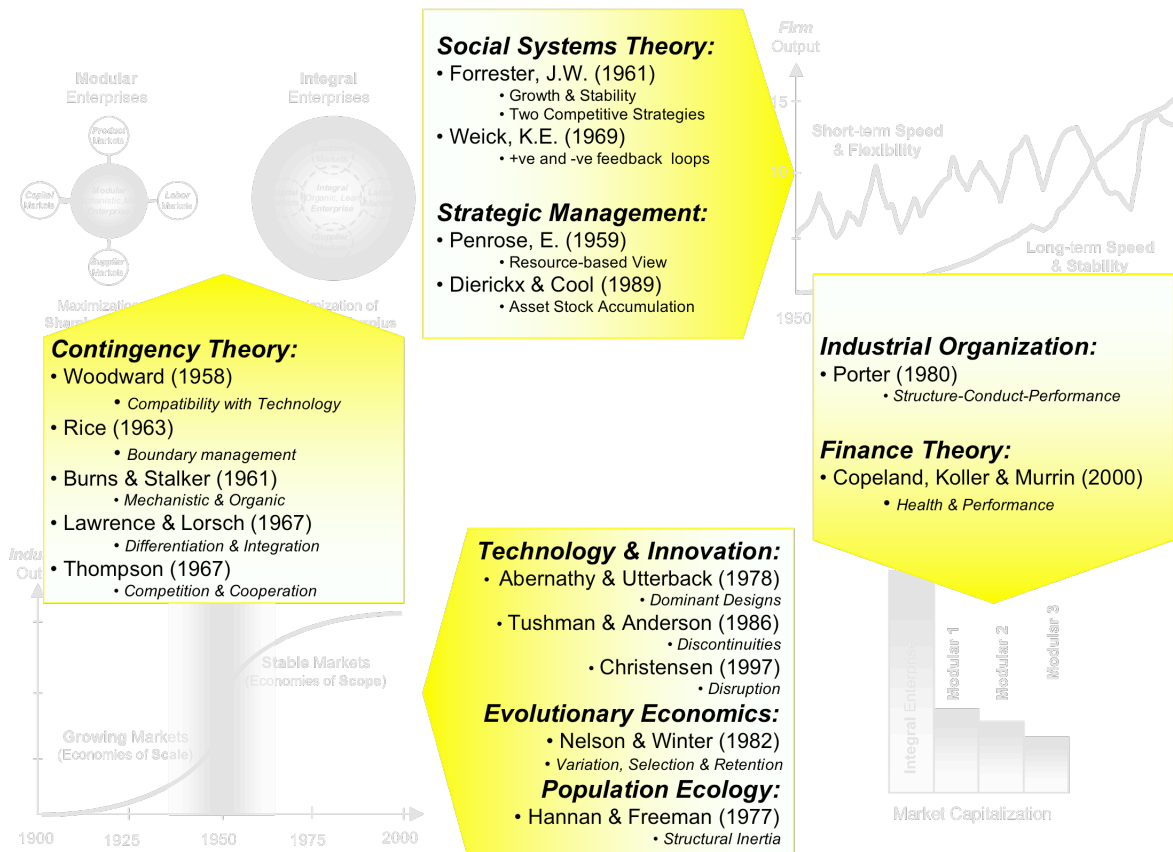 Modular
Enterprises
Product
Markets
Capital
Markets
Labor
Markets
Supplier
Markets
Integral
Enterprises
Integral
Enterprise
Maximization
Social Systems Theory:
• Forrester, J.W. (1961)
• Growth & Stability
• Two Competitive Strategies
• Weick, K.E. (1969)
• +ve and -ve feedback loops
Strategic Management:
• Penrose, E. (1959)
• Resource-based View
• Dierickx & Cool (1989)
• Asset Stock Accumulation
Firm
Output
15
10
Short-term Speed
& Flexibility
Long-term Speed
& Stability
1950
Contingency Theory:
• Woodward (1958)
• Compatibility with Technology
• Rice (1963)
• Boundary management
• Burns & Stalker (1961)
• Mechanistic & Organic
• Lawrence & Lorsch (1967)
• Differentiation & Integration
• Thompson (1967)
• Competition & Cooperation
Industrial Organization:
• Porter (1980)
• Structure-Conduct-Performance
Finance Theory:
• Copeland, Koller & Murrin (2000)
• Health & Performance
Technology & Innovation:
• Abernathy & Utterback (1978)
• Dominant Designs
• Tushman & Anderson (1986)
• Discontinuities
• Christensen (1997)
• Disruption
Evolutionary Economics:
• Nelson & Winter (1982)
• Variation, Selection & Retention
Population Ecology:
• Hannan & Freeman (1977)
• Structural Inertia
Stable Markets
(Economies of Scope)
Growing Markets
(Economies of Scale)
1900
1925
1950
1975
2000
Integral Enterpris
Modular 1
Modular 2
Modular 3
Market Capitalization